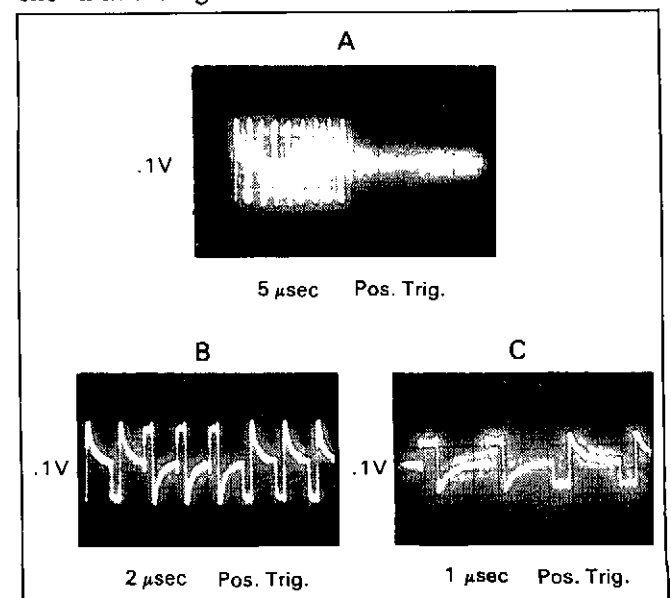 A
.1V
5 μsec Pos. Trig.
B
C
.1V
.1V
2 μsec Pos. Trig.
1 μsec Pos. Trig.